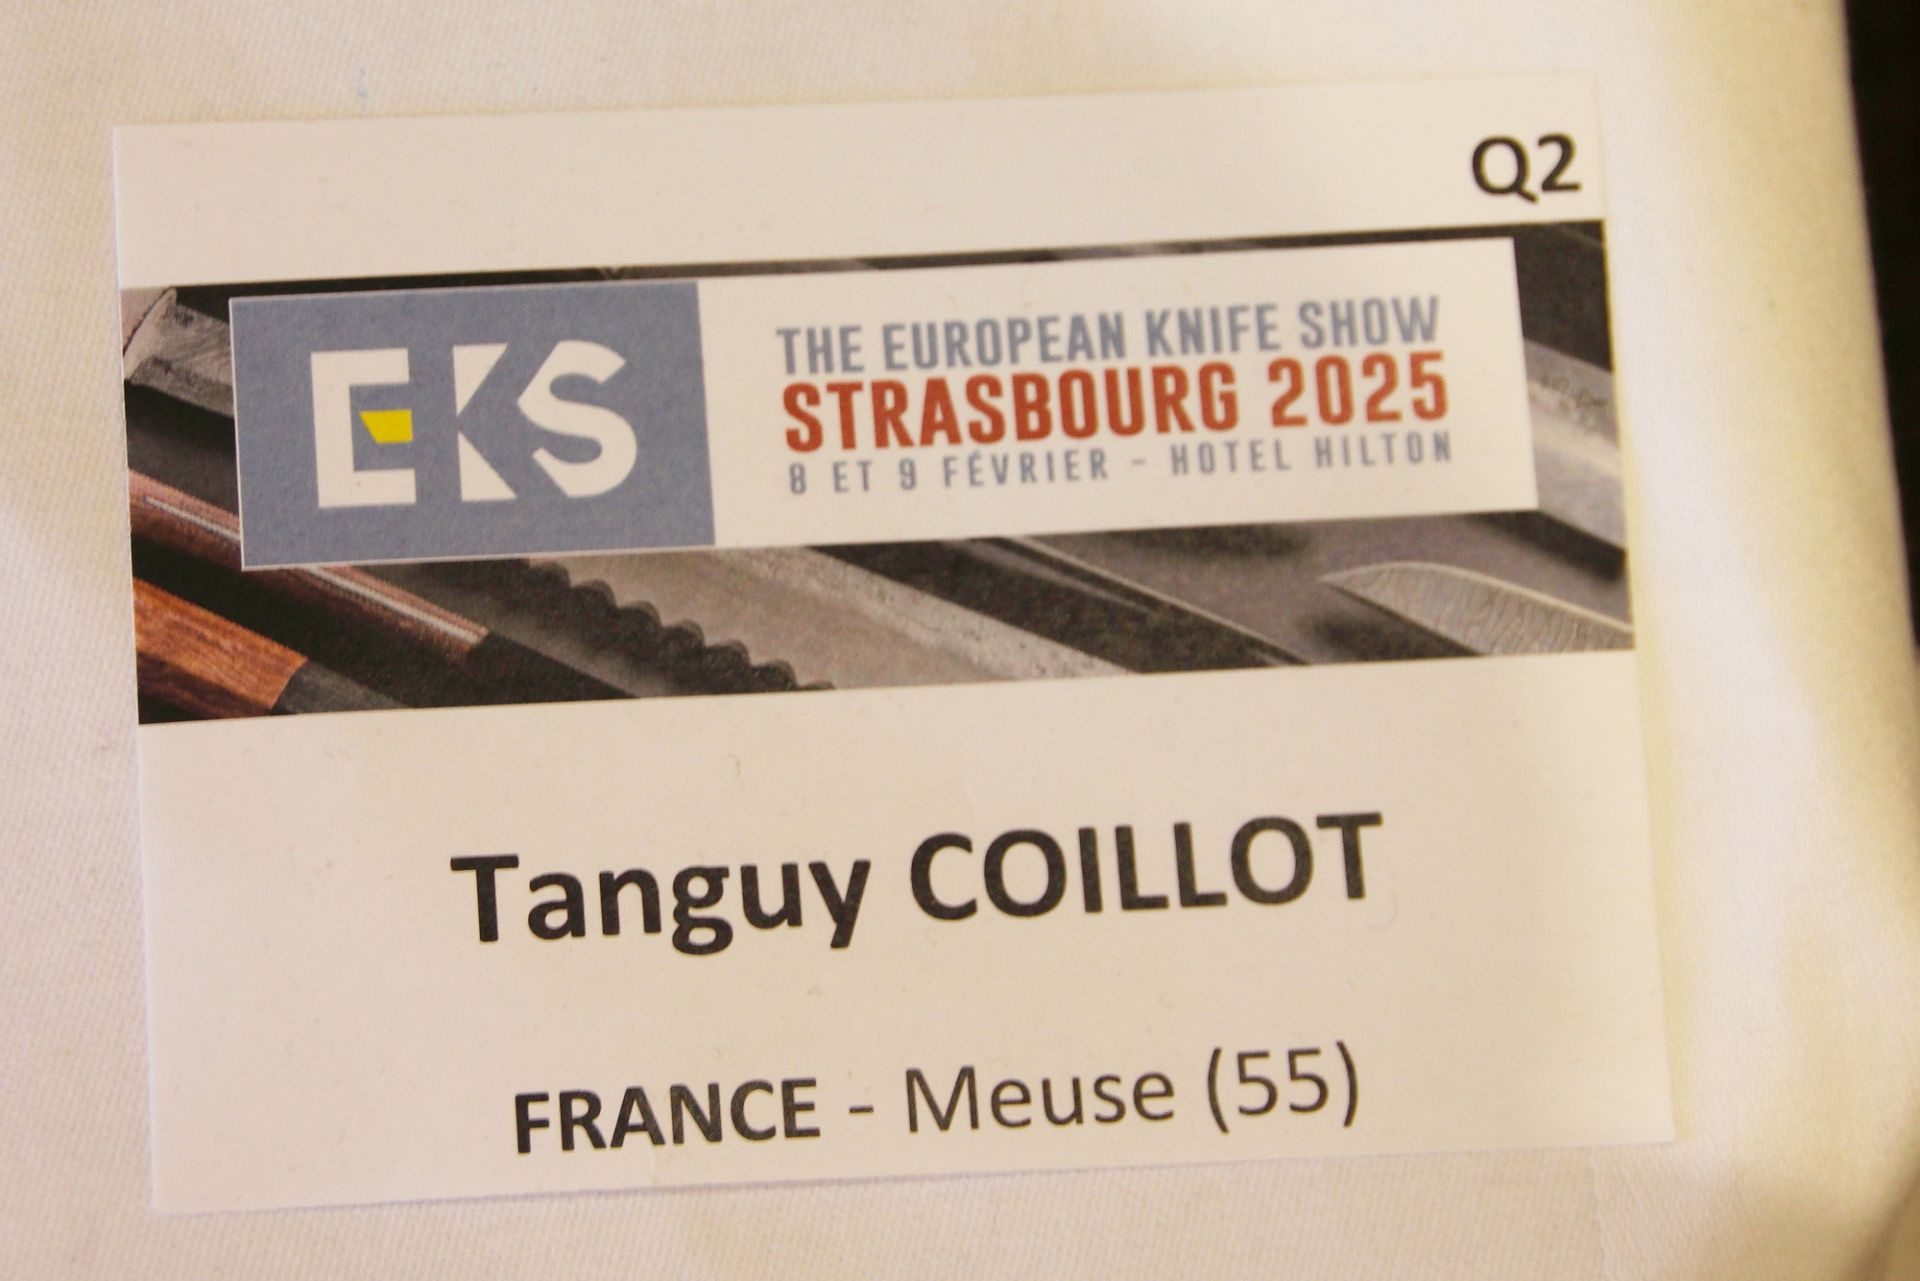 Q2
EKS
THE EUROPEAN KNIFE SHOW
STRASBOURG 2025
8 ET 9 FÉVRIER - HOTEL HILTON
Tanguy COILLOT
FRANCE - Meuse (55)